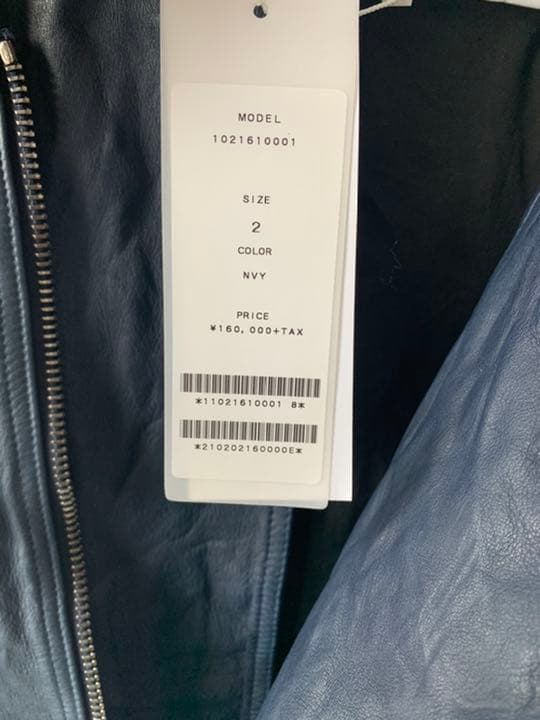 MODEL
1021610001
SIZE
2
COLOR
NVY
PRICE
¥160,000+TAX
*11021610001 8*
*210202160000E*